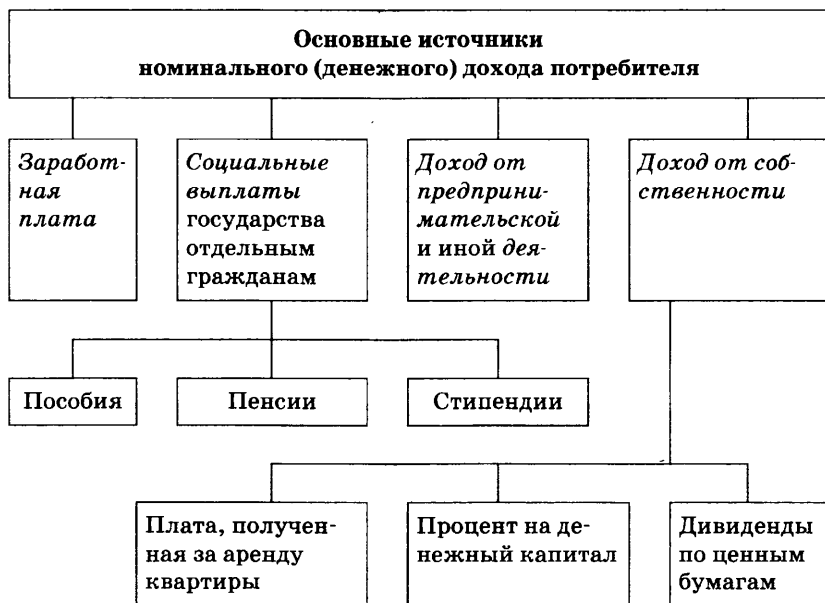 Основные источники
номинального (денежного) дохода потребителя
Заработ-
ная
плата
Социальные
выплаты
государства
отдельным
гражданам
Доход от
предприни-
мательской
и иной дея-
тельности
Доход от соб-
ственности
Пособия
Пенсии
Стипендии
Плата, получен-
ная за аренду
квартиры
Процент на де-
нежный капитал
Дивиденды
по ценным
бумагам